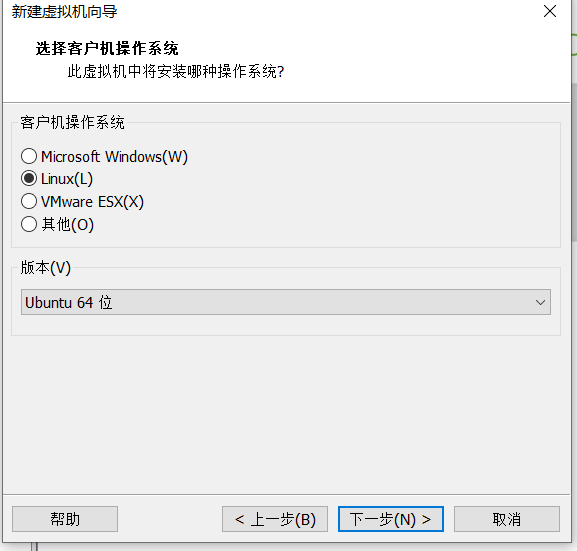 新建虚拟机向导
选择客户机操作系统
此虚拟机中将安装哪种操作系统?
客户机操作系统
Microsoft Windows(W)
Linux(L)
VMware ESX(X)
其他(O)
版本(V)
Ubuntu 64 位
帮助
< 上一步(B)
下一步(N) >
取消